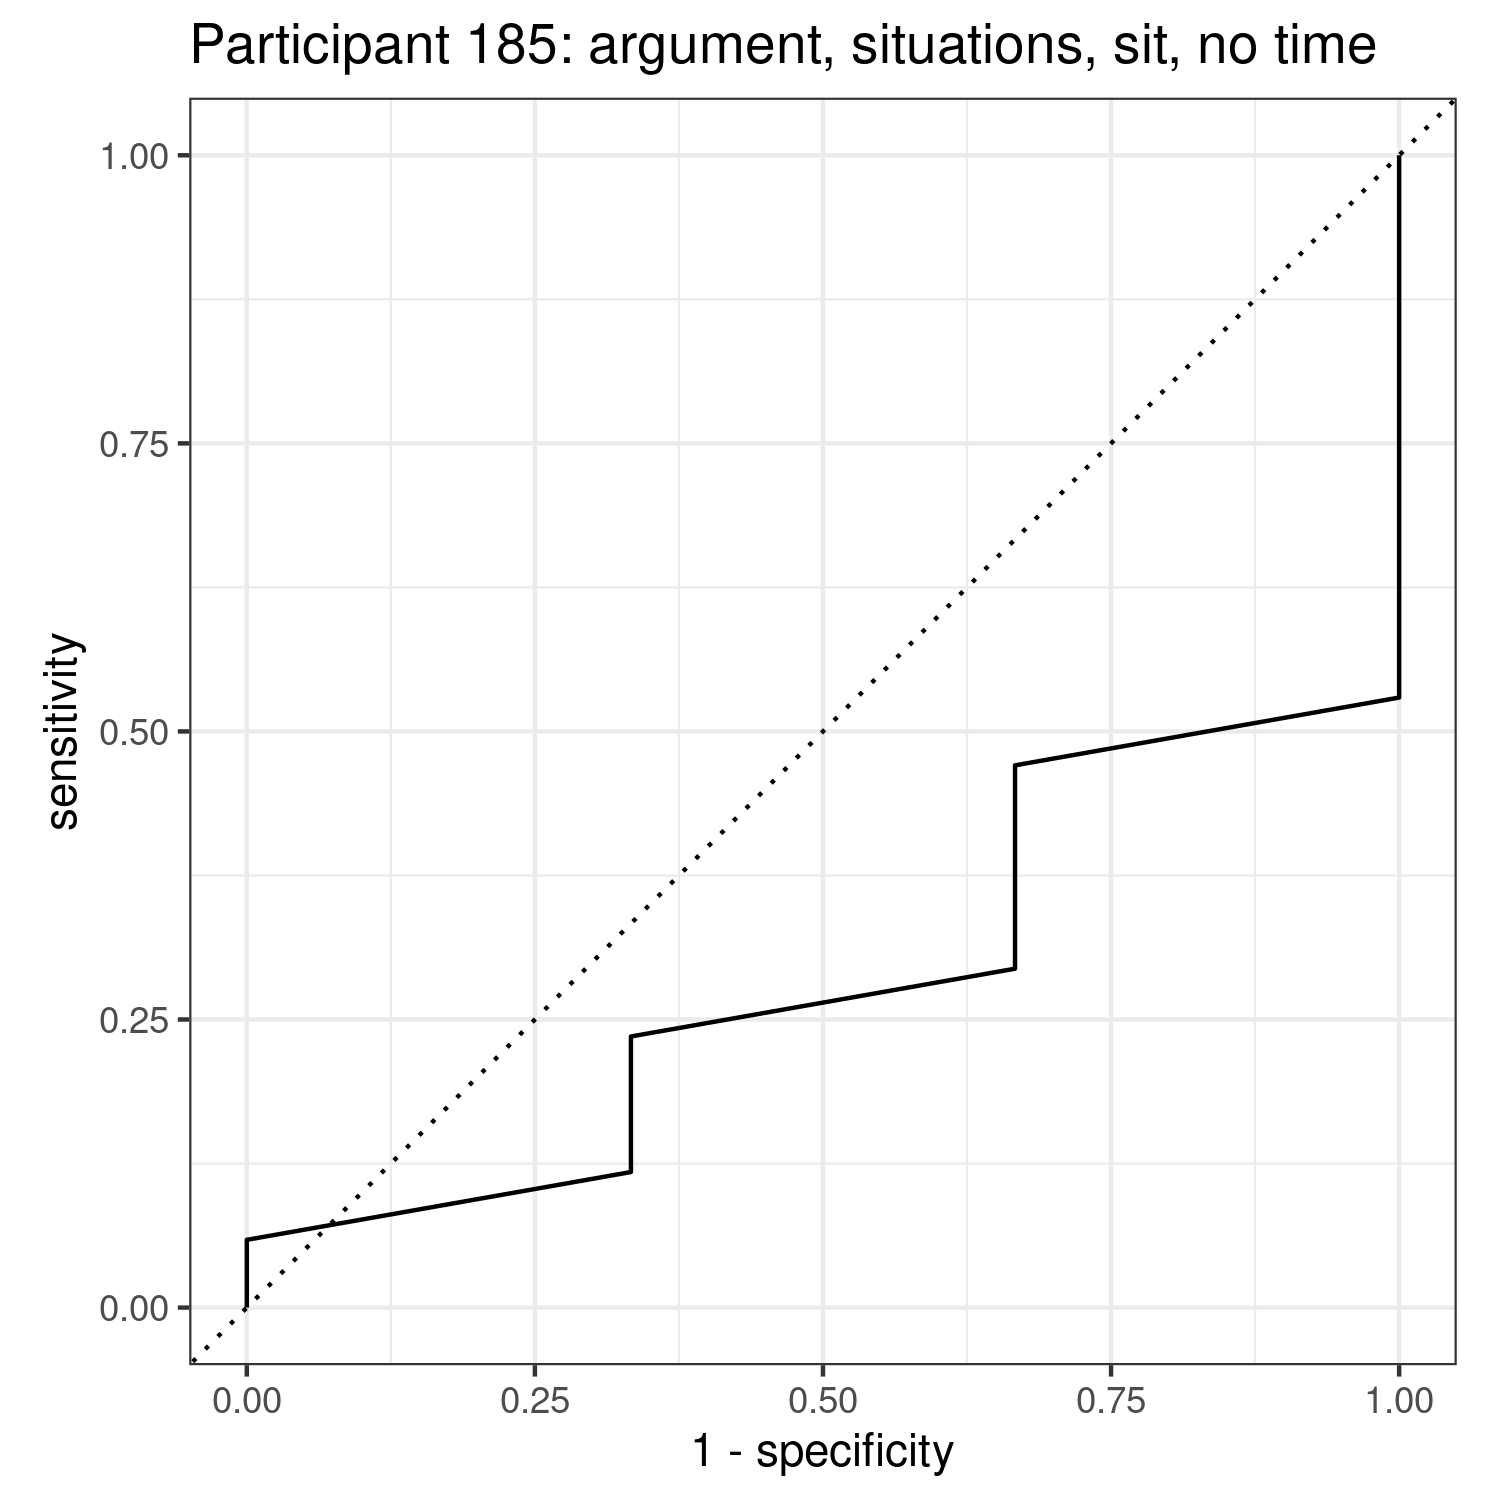 Participant 185: argument, situations, sit, no time
1.00
0.75
0.50
0.25
0.00
sensitivity
0.00 0.25 0.50 0.75 1.00
1 - specificity